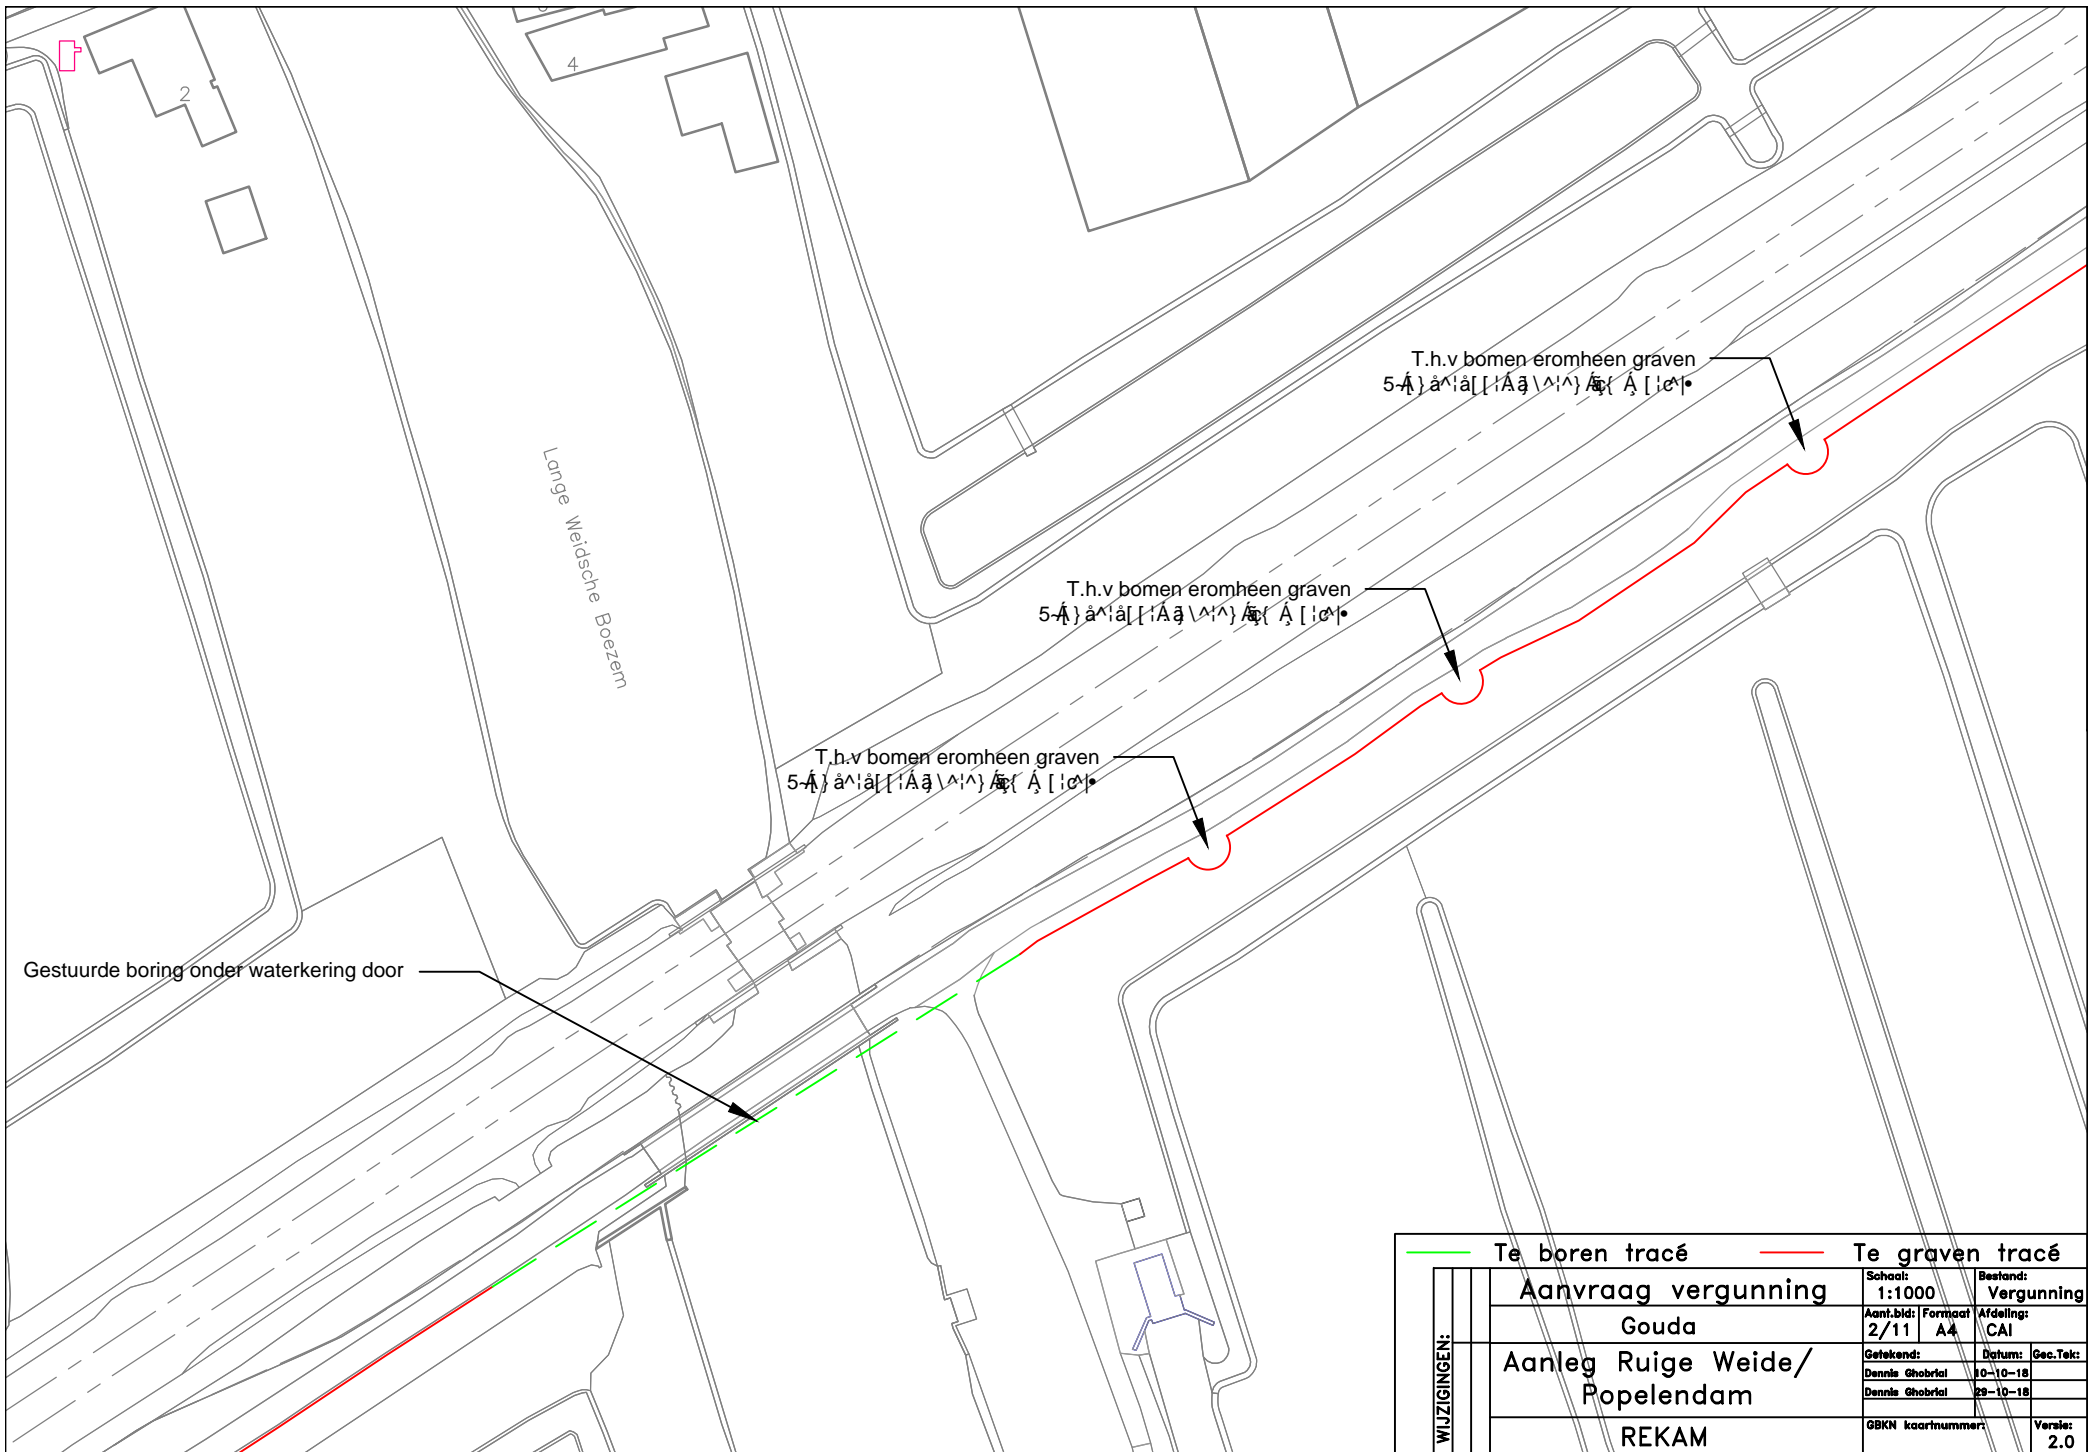 2
4
Lange Weidsche Boezem
T.h.v bomen eromheen graven
T.h.v bomen eromheen graven
T.h.v bomen eromheen graven
Gestuurde boring onder waterkering door
Te boren tracé Te graven tracé
WIJZIGINGEN:
Aanvraag vergunning
Gouda
Aanleg Ruige Weide/
Popelendam
REKAM
Schaal: Bestand:
1:1000 Vergunning
Aant.bld: Formaat Afdeling:
2/11 A4 CAI
Getekend: Datum: Gec.Tek:
Dennis Ghobrial 10-10-18
Dennis Ghobrial 29-10-18
GBKN kaartnummer: Versie:
2.0